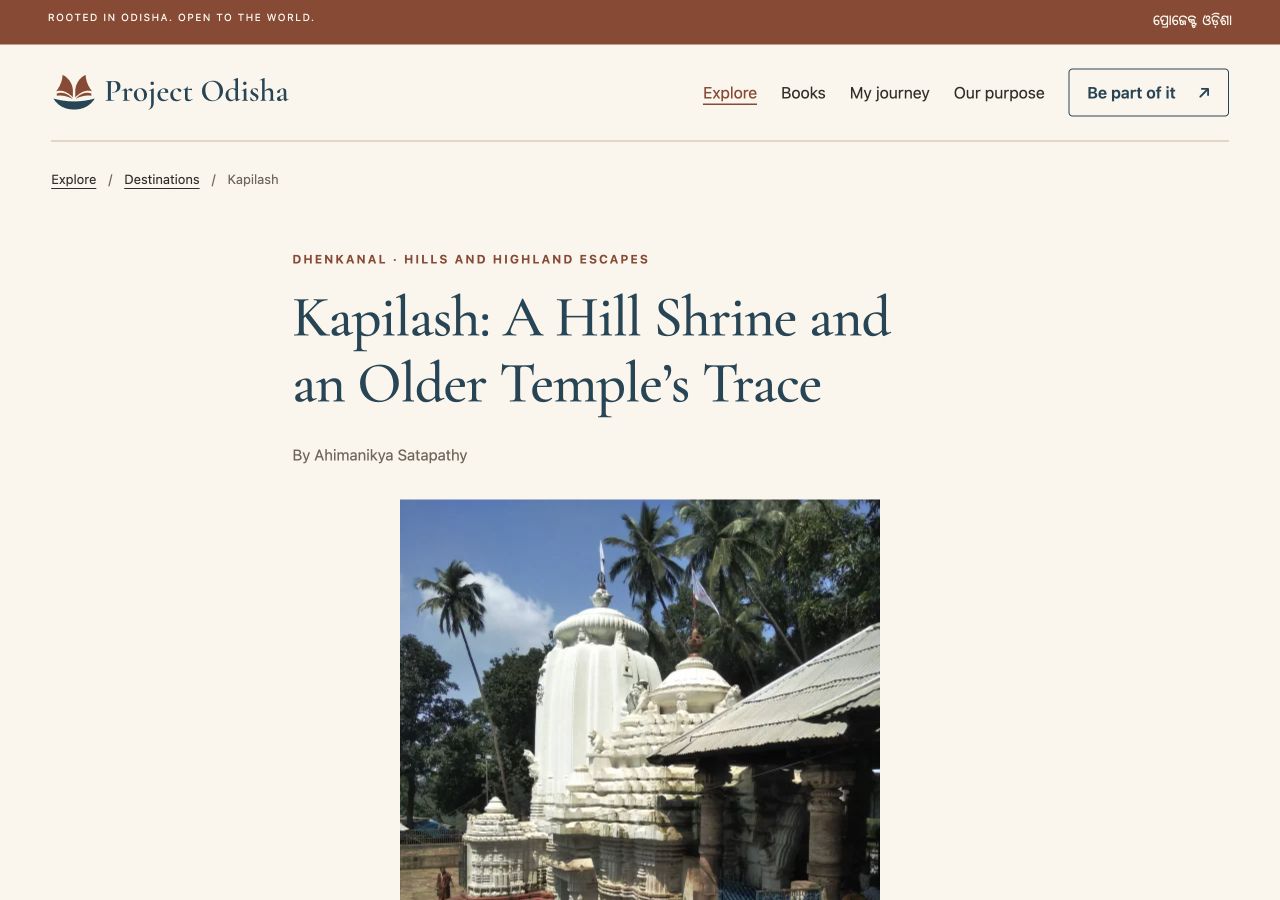 ROOTED IN ODISHA. OPEN TO THE WORLD.
ପ୍ରୋଜେକ୍ଟ ଓଡ଼ିଶା
Project Odisha
Explore
Books
My journey
Our purpose
Be part of it
Explore / Destinations / Kapilash
DHENKANAL · HILLS AND HIGHLAND ESCAPES
Kapilash: A Hill Shrine and
an Older Temple’s Trace
By Ahimanikya Satapathy